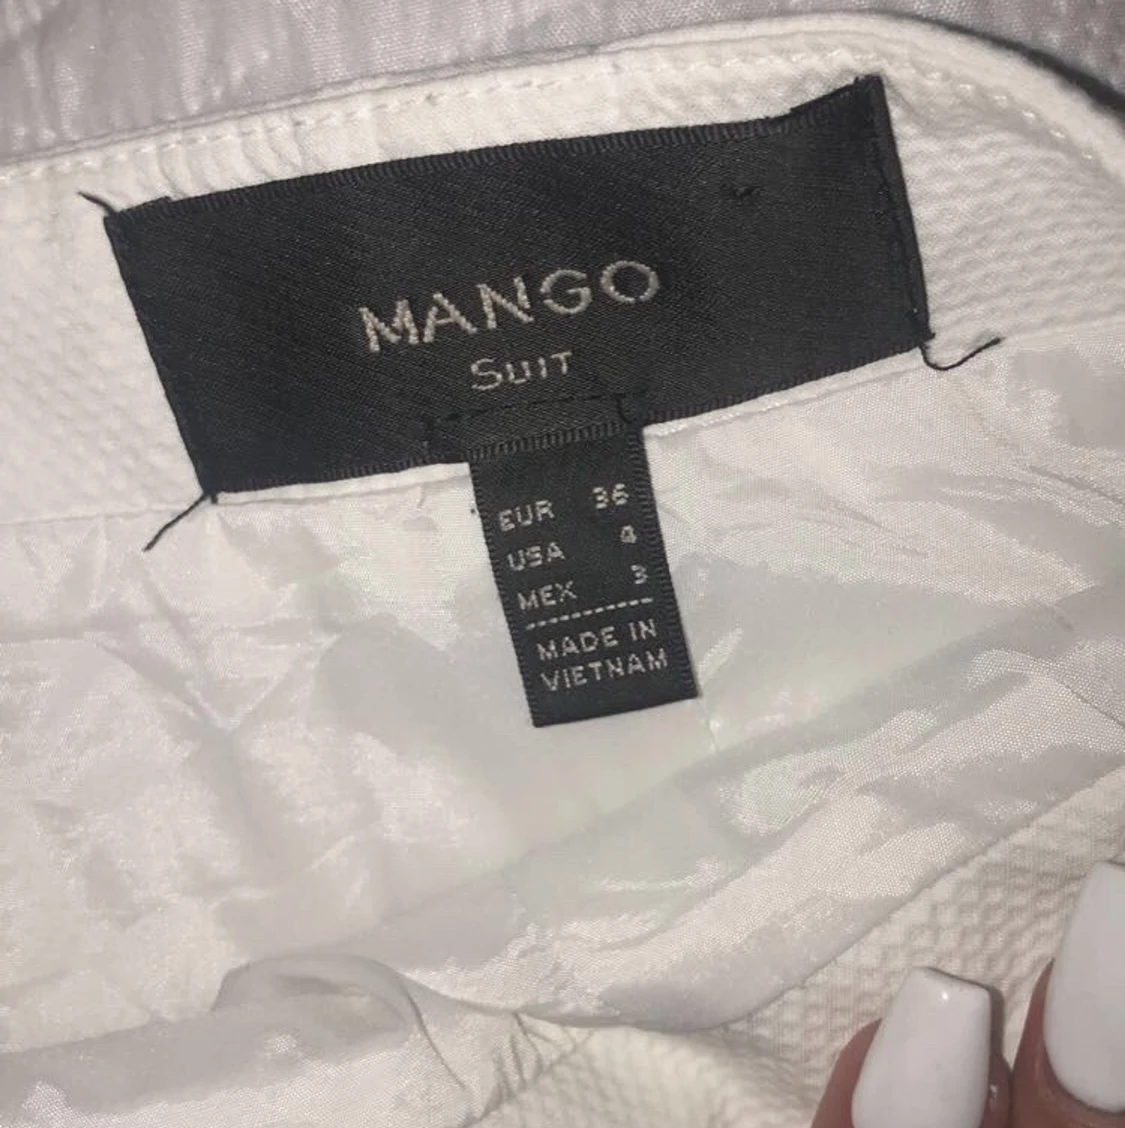 MANGO
SUIT
EUR 36
USA 4
MEX 3
MADE IN
VIETNAM